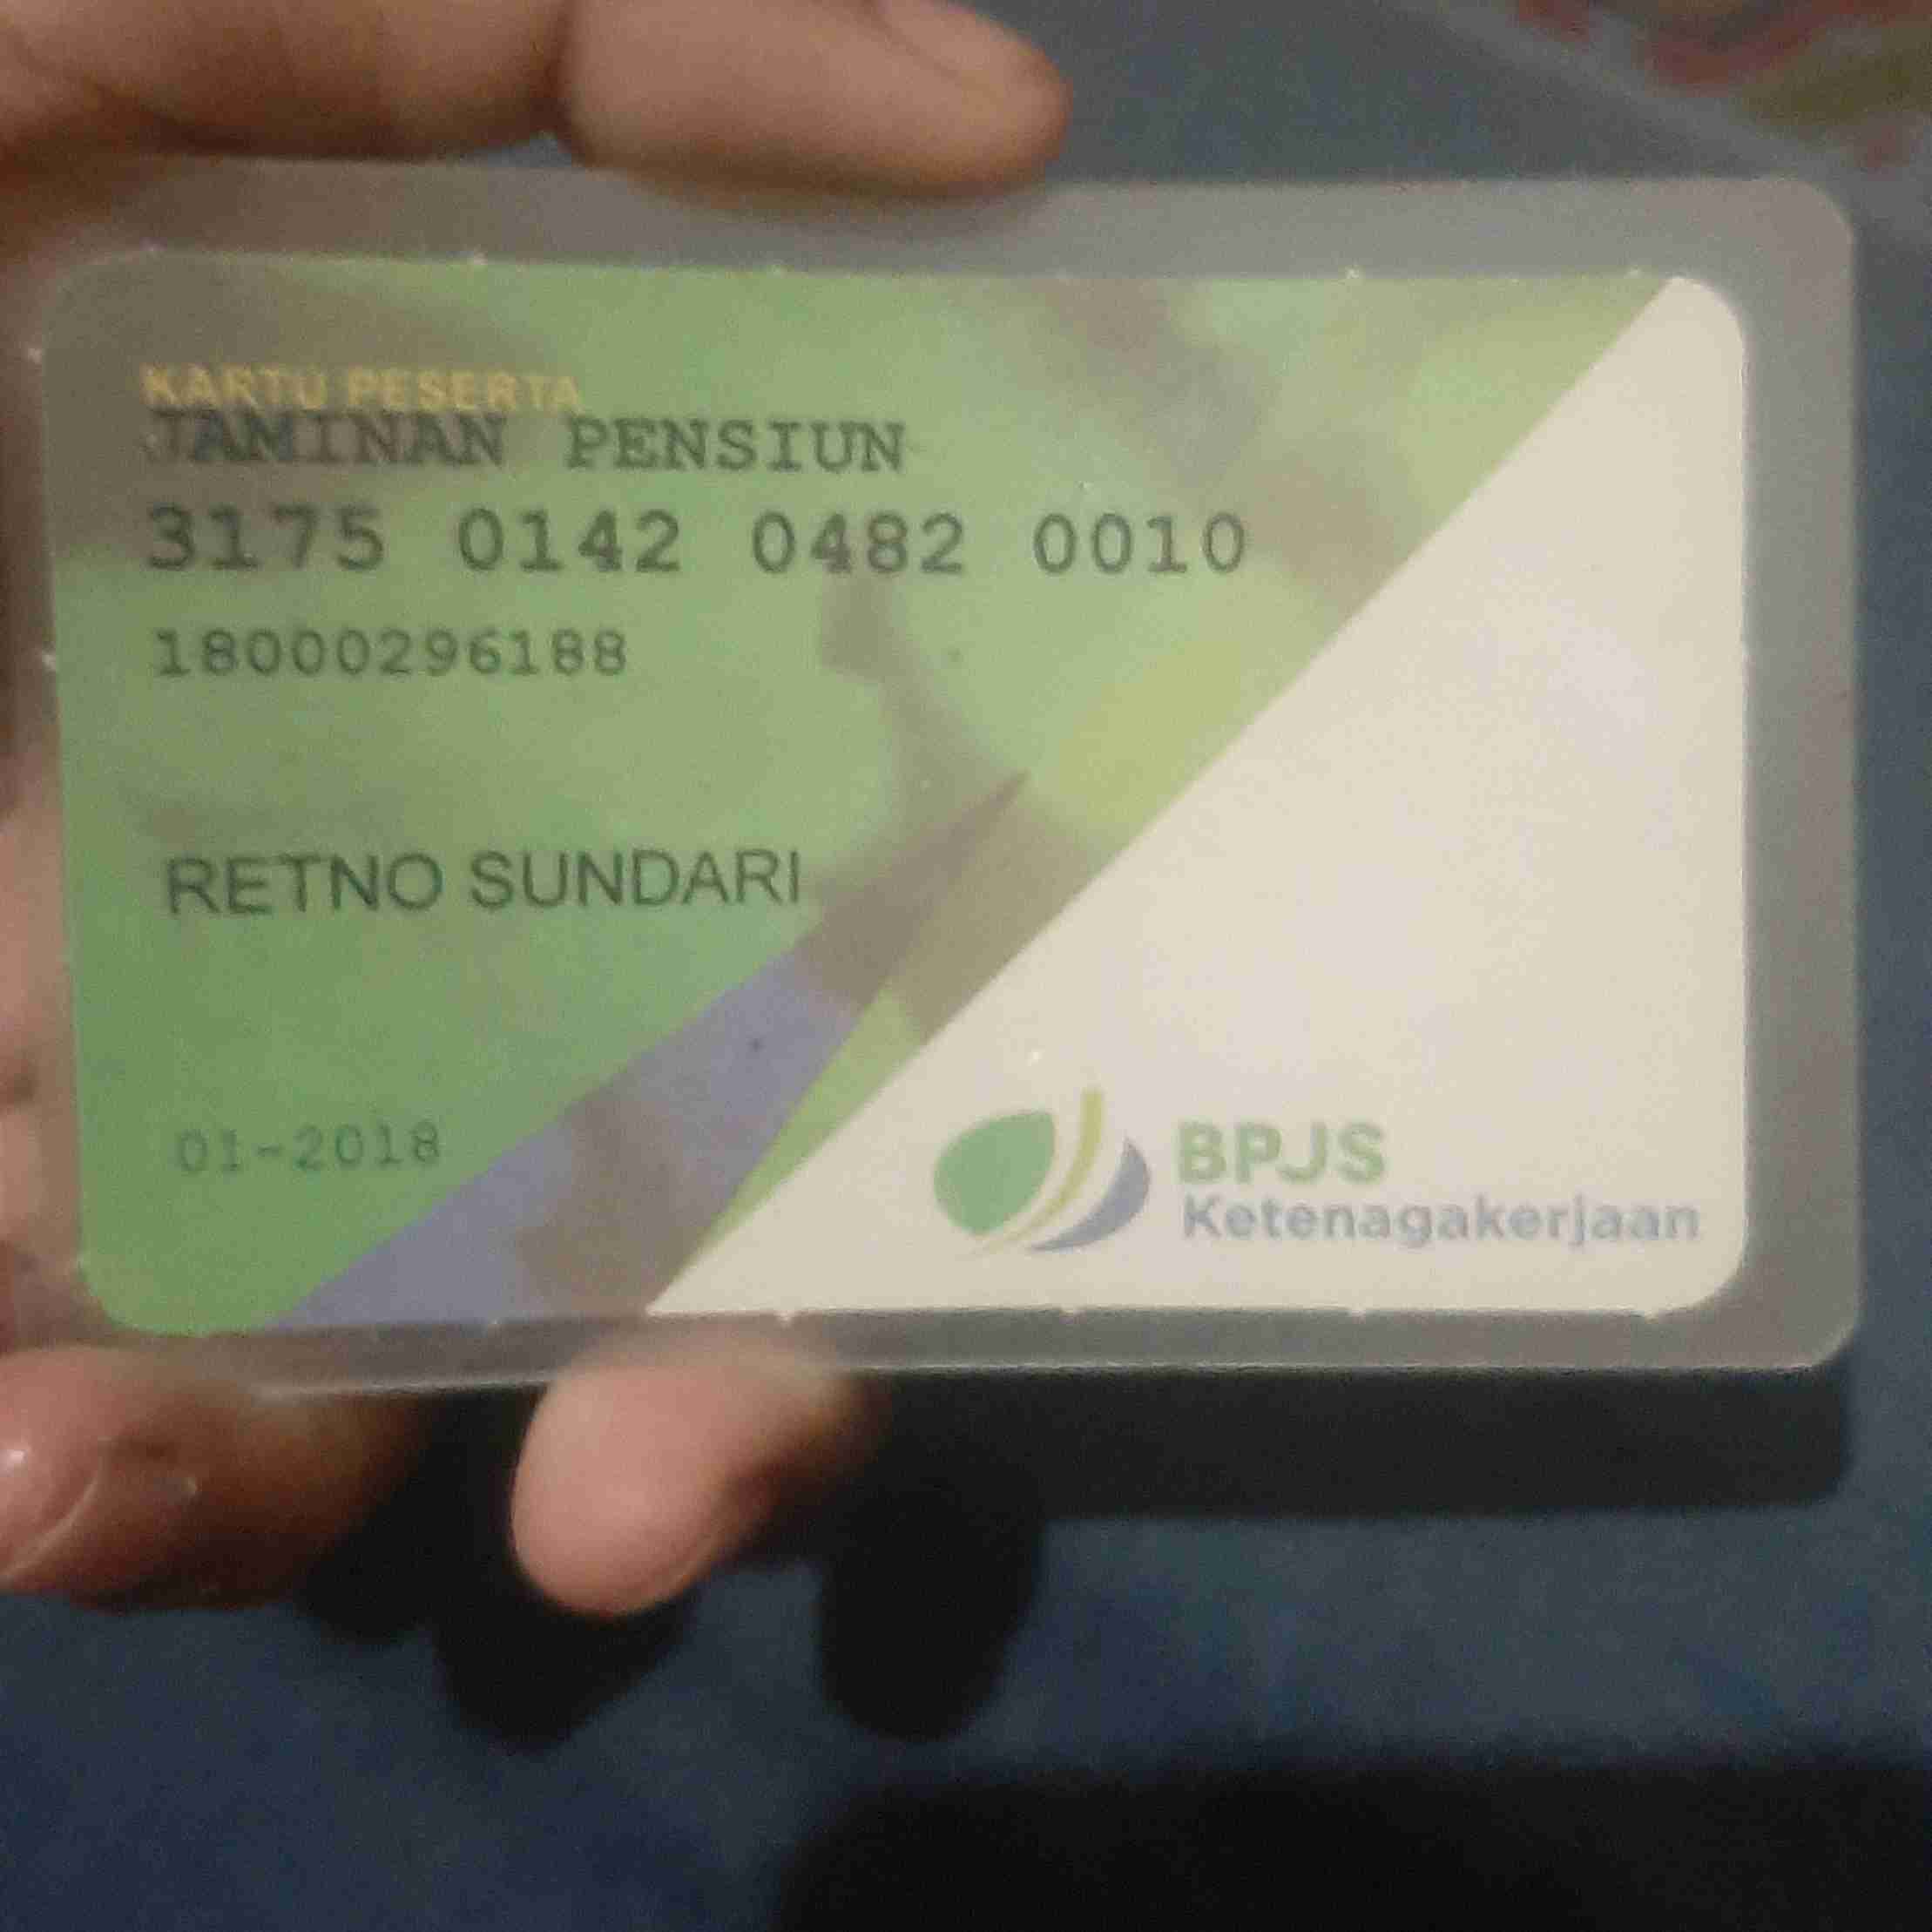 KARTU PESERTA
JAMINAN PENSIUN
3175 0142 0482 0010
18000296188
RETNO SUNDARI
01-2018
BPJS
Ketenagakerjaan